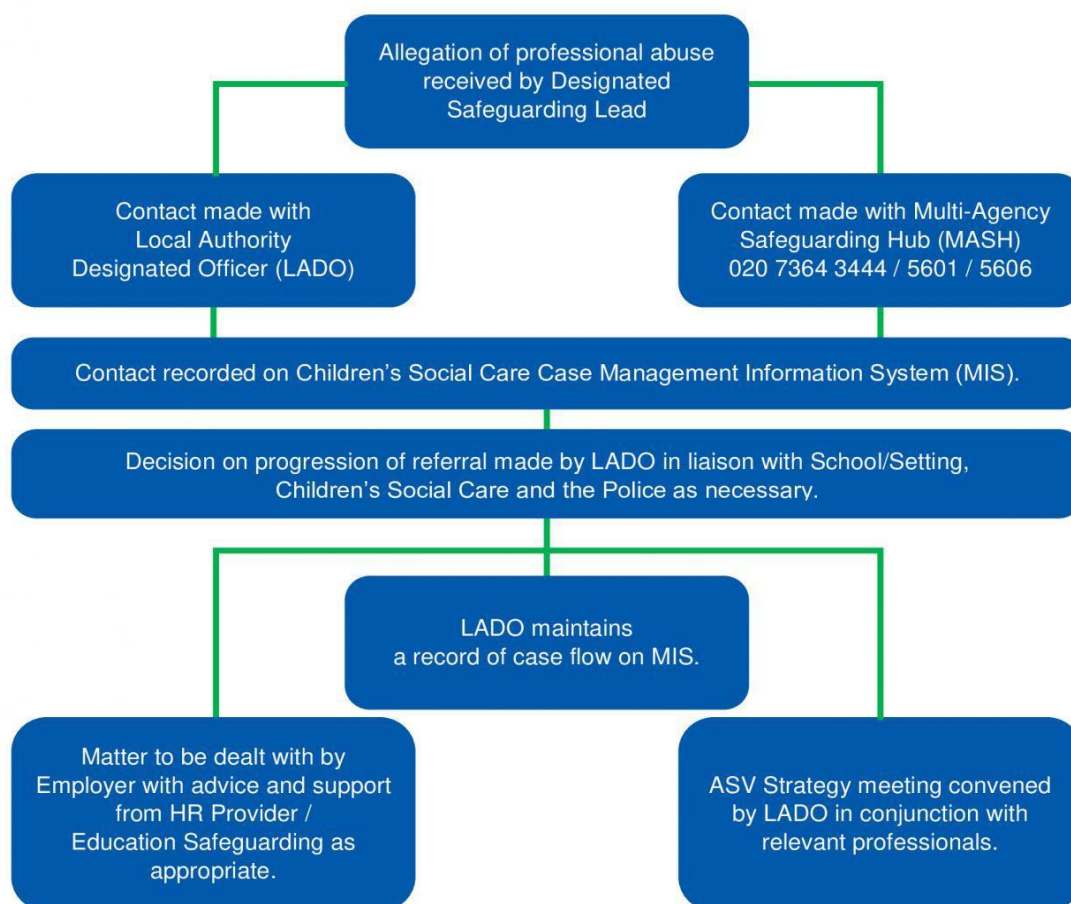 Allegation of professional abuse
received by Designated
Safeguarding Lead
Contact made with
Local Authority
Designated Officer (LADO)
Contact made with Multi-Agency
Safeguarding Hub (MASH)
020 7364 3444 / 5601 / 5606
Contact recorded on Children’s Social Care Case Management Information System (MIS).
Decision on progression of referral made by LADO in liaison with School/Setting,
Children’s Social Care and the Police as necessary.
LADO maintains
a record of case flow on MIS.
Matter to be dealt with by
Employer with advice and support
from HR Provider /
Education Safeguarding as
appropriate.
ASV Strategy meeting convened
by LADO in conjunction with
relevant professionals.